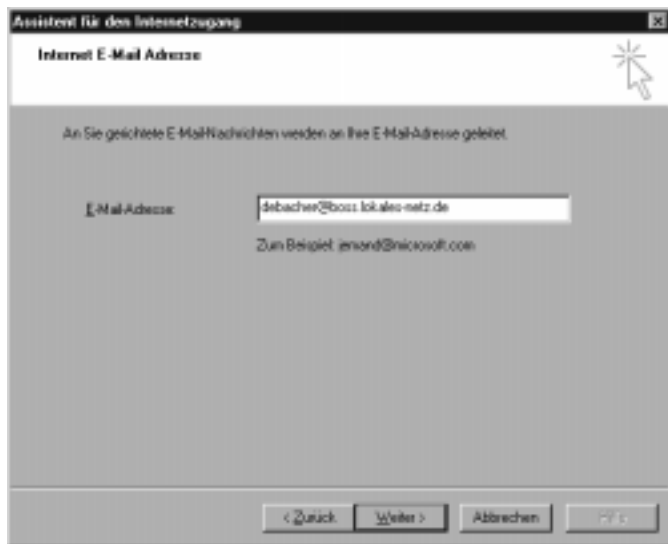 Assistent für den Internetzugang
Internet E-Mail Adresse
An Sie gerichtete E-Mail-Nachrichten werden an Ihre E-Mail-Adresse geleitet.
E-Mail-Adresse:
debacher@boss.lokales-netz.de
Zum Beispiel: jemand@microsoft.com
< Zurück
Weiter >
Abbrechen